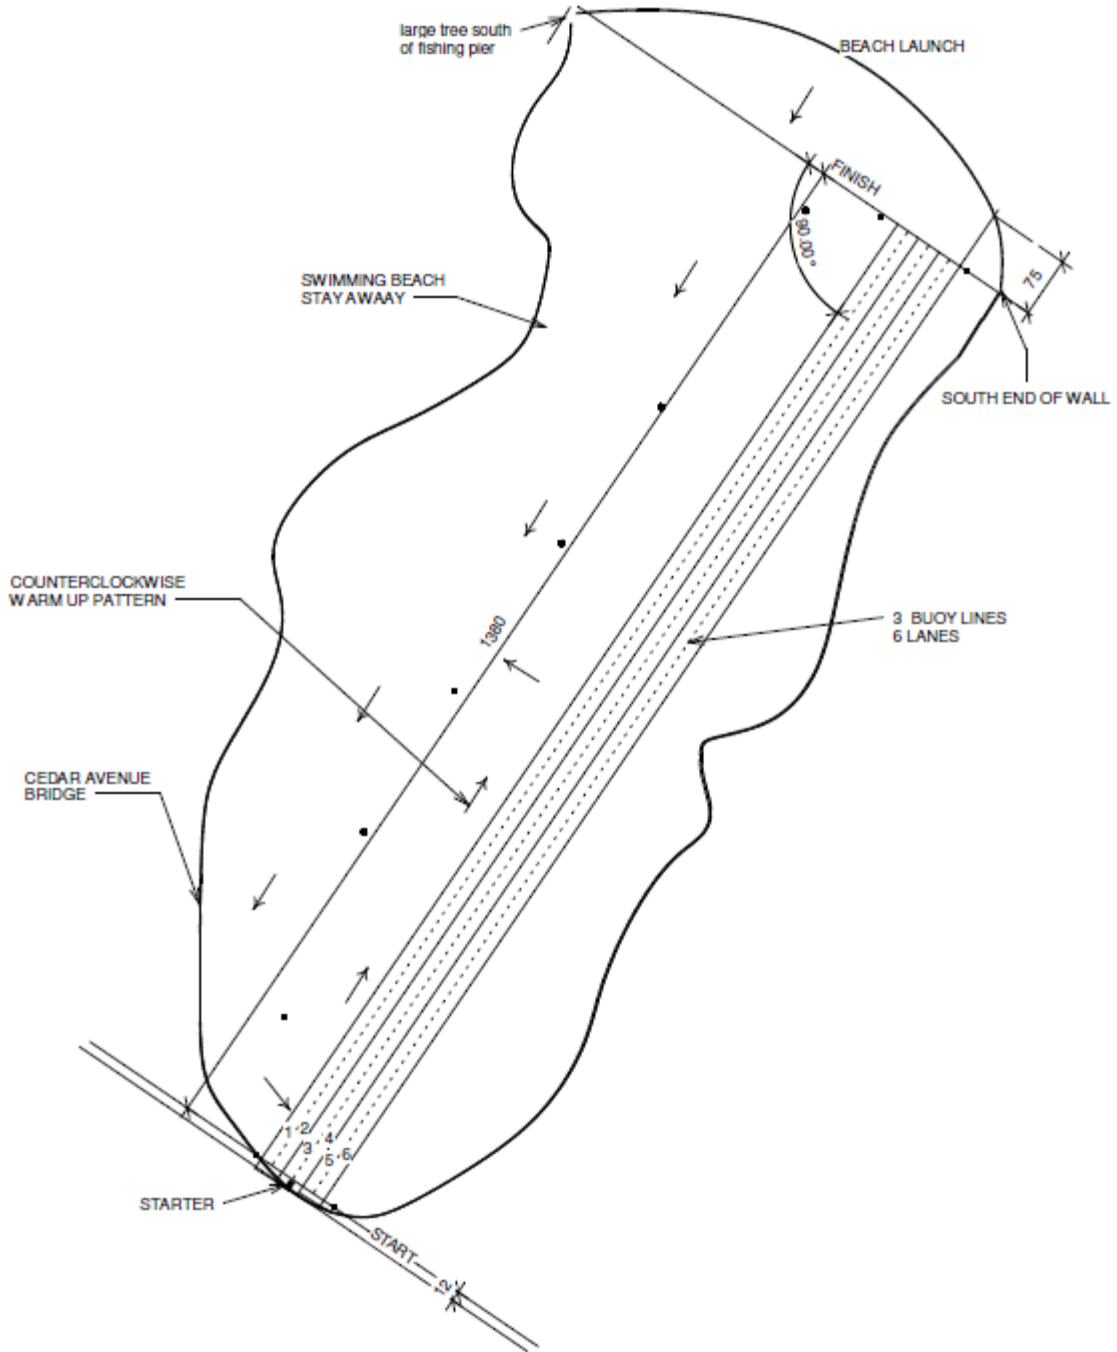 large tree south
of fishing pier
BEACH LAUNCH
FINISH
90.00°
75
SWIMMING BEACH
STAY AWAAY
SOUTH END OF WALL
COUNTERCLOCKWISE
WARM UP PATTERN
1380
3 BUOY LINES
6 LANES
CEDAR AVENUE
BRIDGE
1 2
3 4
5 6
STARTER
START
12